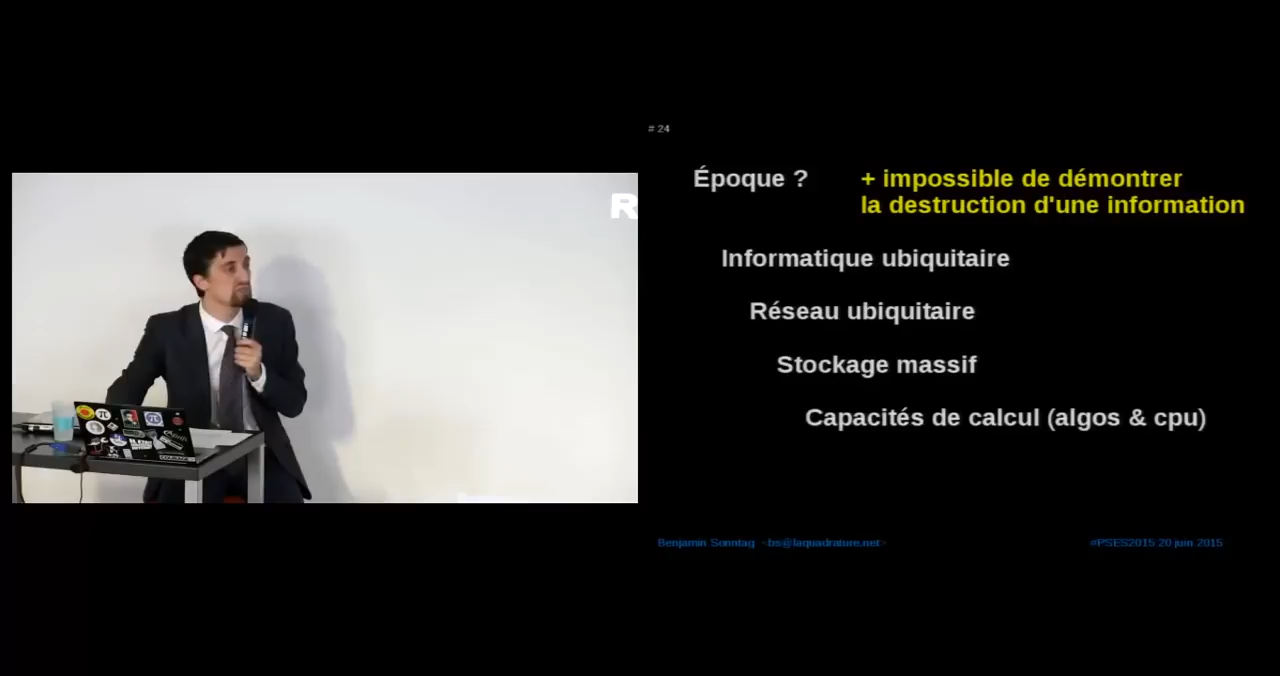 # 24
Époque ?
+ impossible de démontrer
la destruction d'une information
Informatique ubiquitaire
Réseau ubiquitaire
Stockage massif
Capacités de calcul (algos & cpu)
R
Benjamin Sonntag <bs@laquadrature.net>
#PSES2015 20 juin 2015